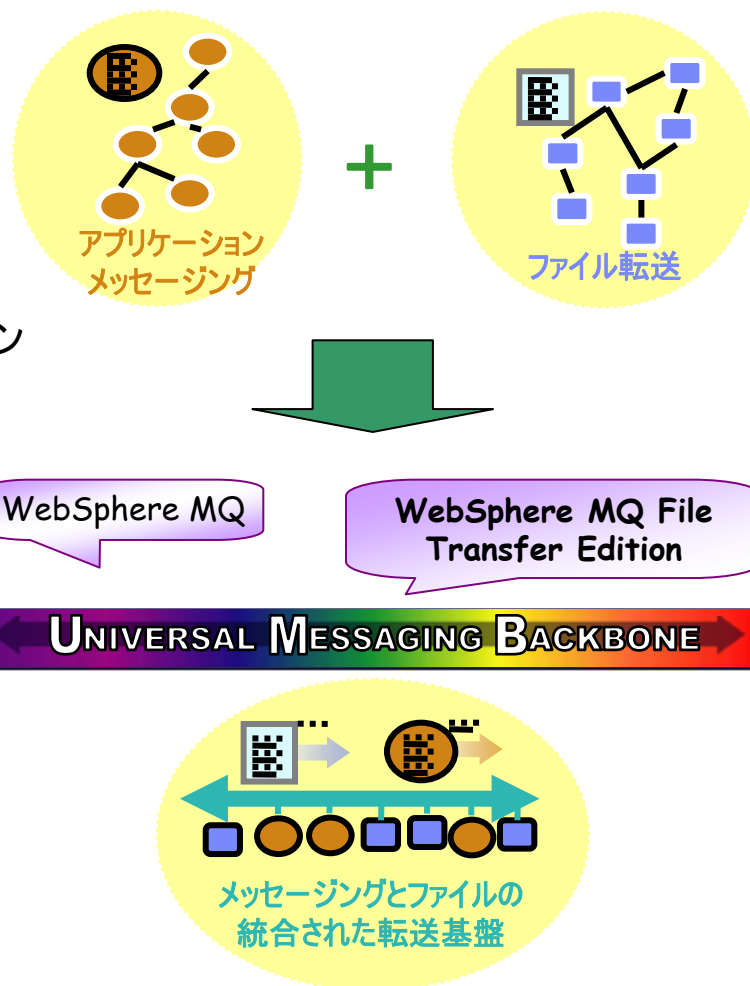 アプリケーション
メッセージング
+
ファイル転送
ン
WebSphere MQ
WebSphere MQ File
Transfer Edition
UNIVERSAL MESSAGING BACKBONE
メッセージングとファイルの
統合された転送基盤